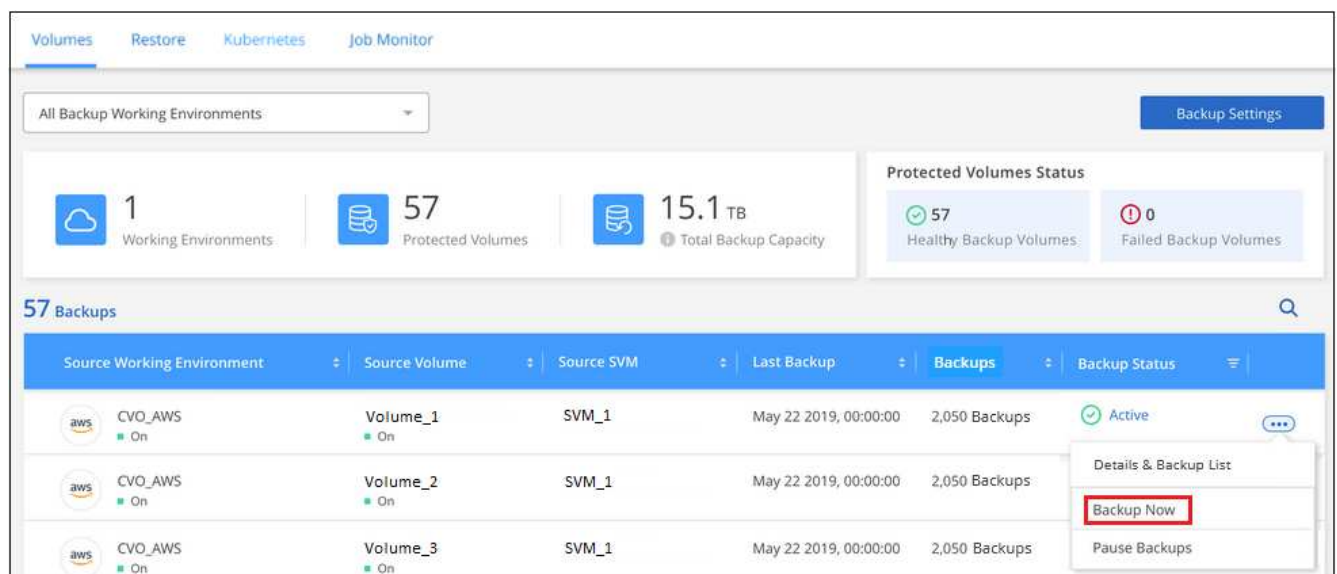 Volumes Restore Kubernetes Job Monitor
All Backup Working Environments
Backup Settings
1
Working Environments
57
Protected Volumes
15.1 TB
Total Backup Capacity
Protected Volumes Status
57
Healthy Backup Volumes
0
Failed Backup Volumes
57 Backups
Source Working Environment Source Volume Source SVM Last Backup Backups Backup Status
aws CVO_AWS Volume_1 SVM_1 May 22 2019, 00:00:00 2,050 Backups Active
On On
Details & Backup List
aws CVO_AWS Volume_2 SVM_1 May 22 2019, 00:00:00 2,050 Backups
On On
Backup Now
aws CVO_AWS Volume_3 SVM_1 May 22 2019, 00:00:00 2,050 Backups Pause Backups
On On